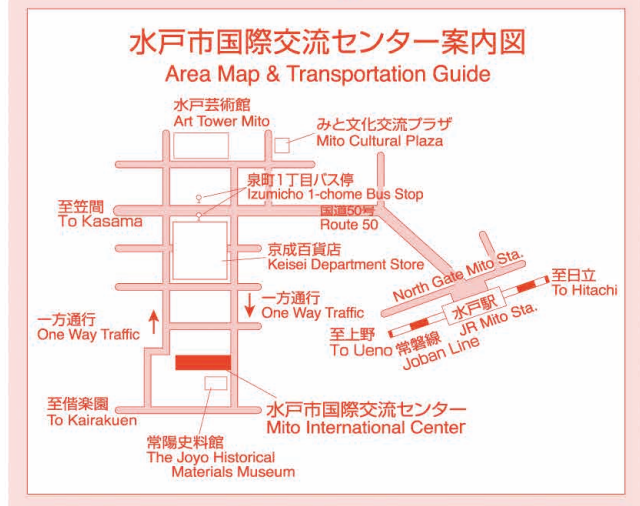 水戸市国際交流センター案内図
Area Map & Transportation Guide
水戸芸術館
Art Tower Mito
みと文化交流プラザ
Mito Cultural Plaza
泉町1丁目バス停
Izumicho 1-chome Bus Stop
至笠間
To Kasama
国道50号
Route 50
京成百貨店
Keisei Department Store
North Gate Mito Sta.
至日立
To Hitachi
水戸駅
JR Mito Sta.
一方通行
One Way Traffic
一方通行
One Way Traffic
至上野
To Ueno
常磐線
Joban Line
至偕楽園
To Kairakuen
水戸市国際交流センター
Mito International Center
常陽史料館
The Joyo Historical
Materials Museum